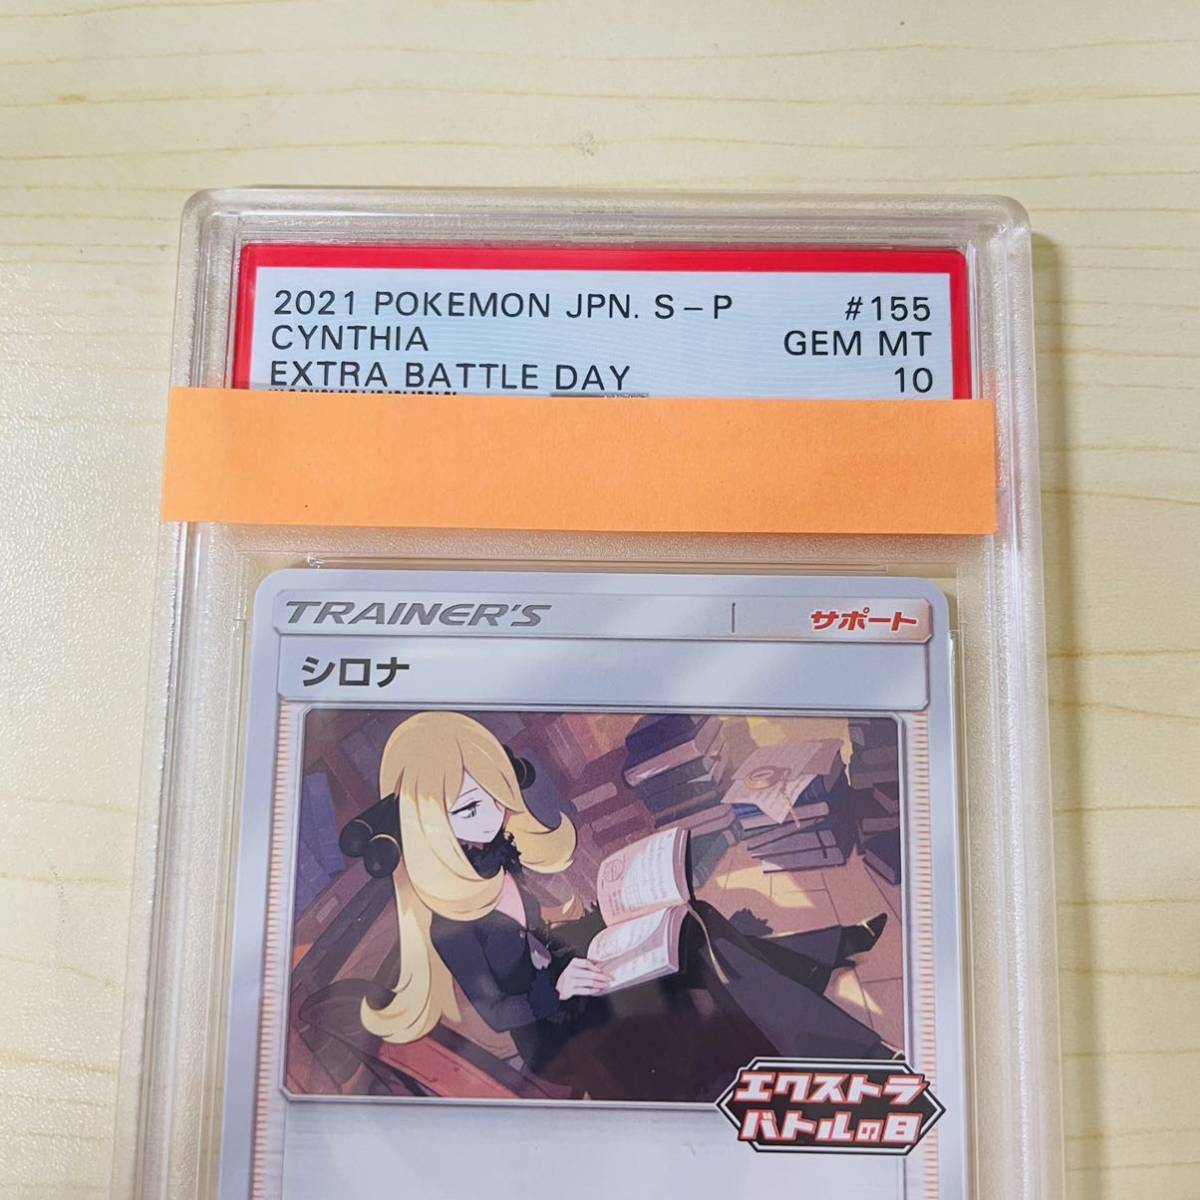 2021 POKEMON JPN. S-P #155
CYNTHIA GEM MT
EXTRA BATTLE DAY 10
TRAINER'S サポート
シロナ
エクストラ
バトルの日